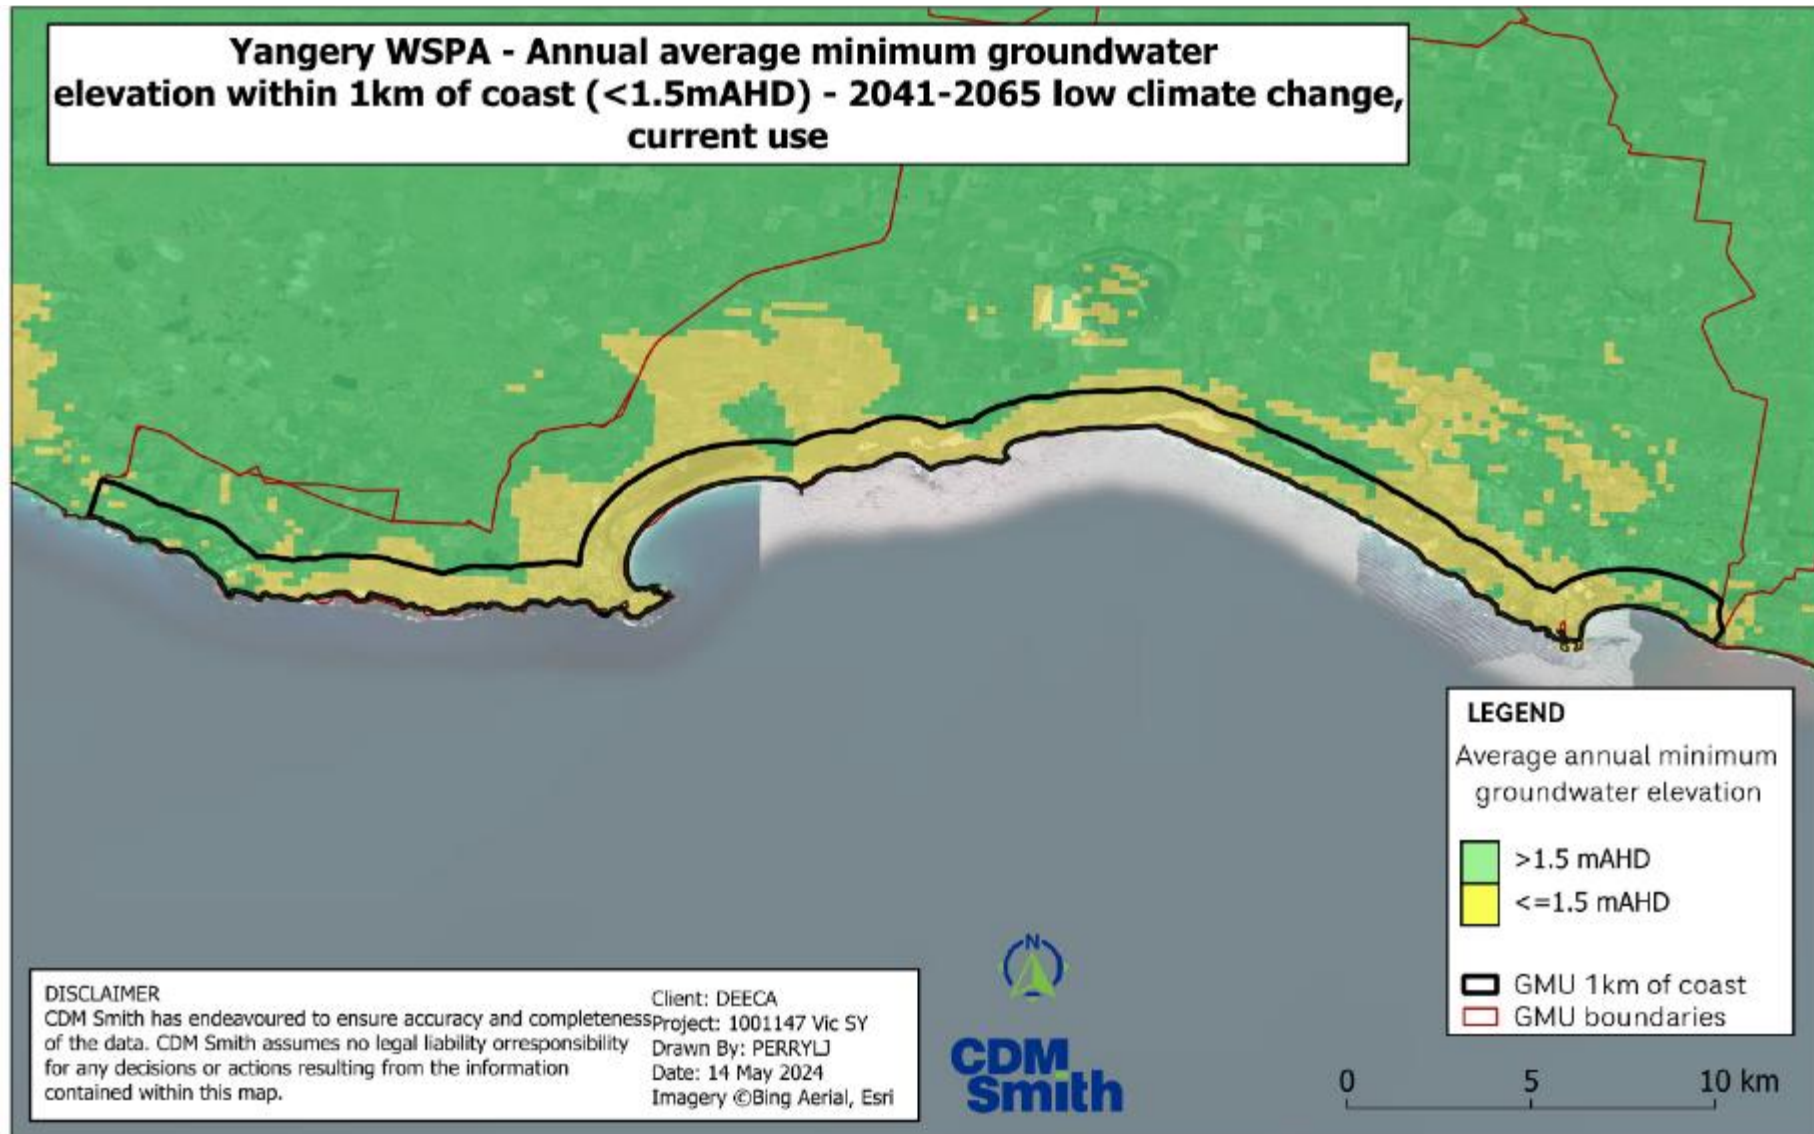 Yangery WSPA - Annual average minimum groundwater
elevation within 1km of coast (<1.5mAHD) - 2041-2065 low climate change,
current use
LEGEND
Average annual minimum
groundwater elevation
>1.5 mAHD
<=1.5 mAHD
GMU 1km of coast
GMU boundaries
DISCLAIMER
CDM Smith has endeavoured to ensure accuracy and completeness
of the data. CDM Smith assumes no legal liability orresponsibility
for any decisions or actions resulting from the information
contained within this map.
Client: DEECA
Project: 1001147 Vic SY
Drawn By: PERRYLJ
Date: 14 May 2024
Imagery ©Bing Aerial, Esri
N
CDM
Smith
0 5 10 km